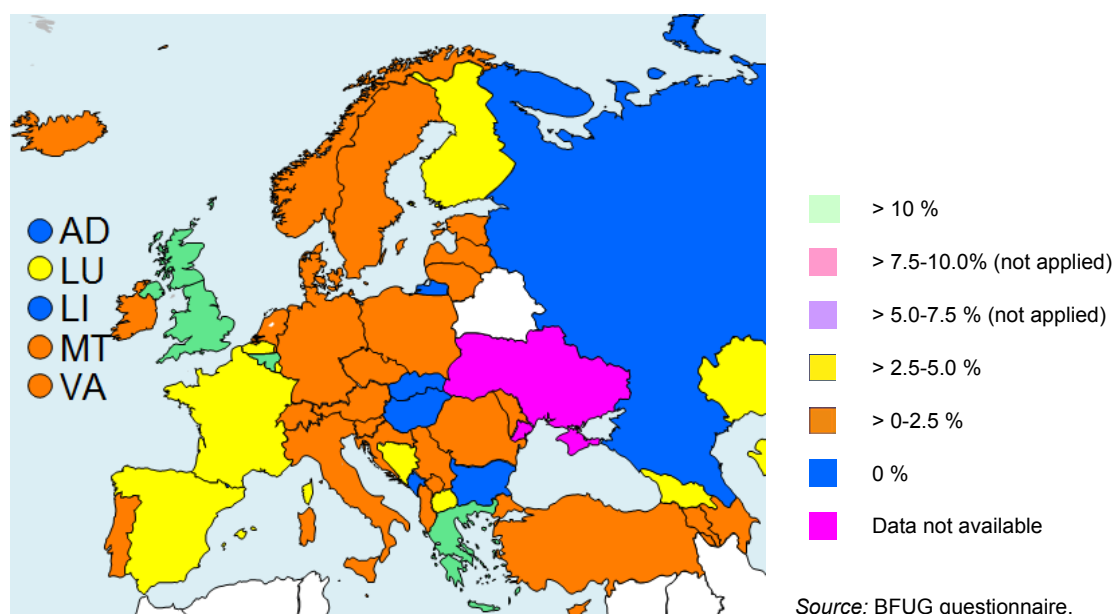 AD
LU
LI
MT
VA
> 10 %
> 7.5-10.0% (not applied)
> 5.0-7.5 % (not applied)
> 2.5-5.0 %
> 0-2.5 %
0 %
Data not available
Source: BFUG questionnaire.